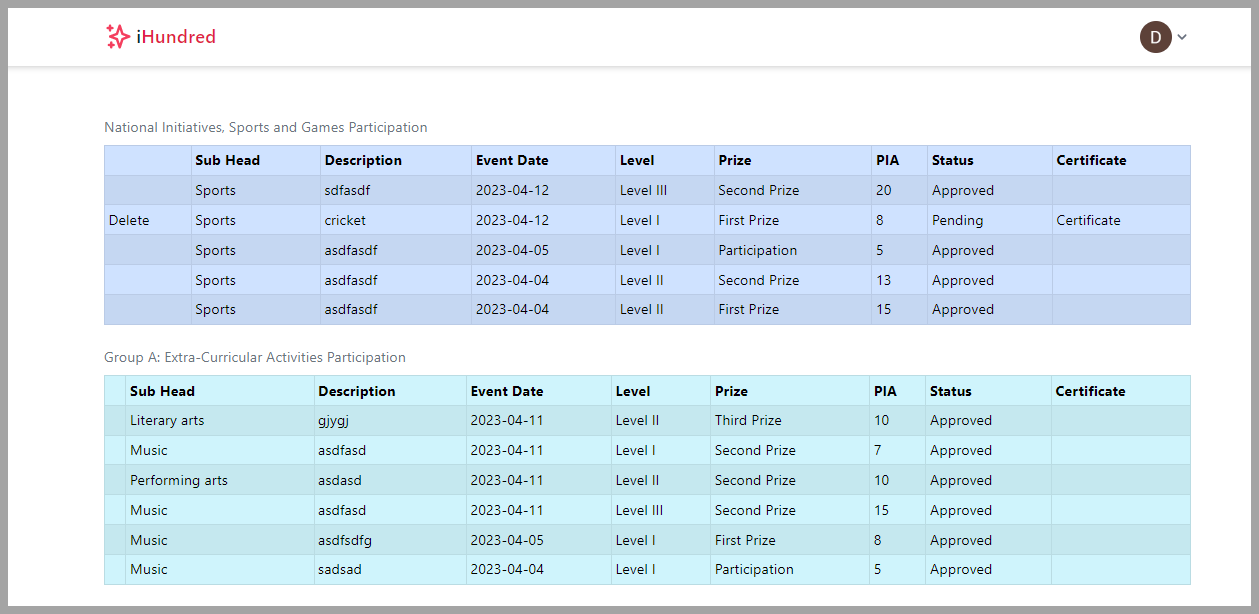 iHundred
D
National Initiatives, Sports and Games Participation
Sub Head Description Event Date Level Prize PIA Status Certificate
Sports sdfasdf 2023-04-12 Level III Second Prize 20 Approved
Delete Sports cricket 2023-04-12 Level I First Prize 8 Pending Certificate
Sports asdfasdf 2023-04-05 Level I Participation 5 Approved
Sports asdfasdf 2023-04-04 Level II Second Prize 13 Approved
Sports asdfasdf 2023-04-04 Level II First Prize 15 Approved
Group A: Extra-Curricular Activities Participation
Sub Head Description Event Date Level Prize PIA Status Certificate
Literary arts gjygj 2023-04-11 Level II Third Prize 10 Approved
Music asdfasd 2023-04-11 Level I Second Prize 7 Approved
Performing arts asdasd 2023-04-11 Level II Second Prize 10 Approved
Music asdfasd 2023-04-11 Level III Second Prize 15 Approved
Music asdfsdfg 2023-04-05 Level I First Prize 8 Approved
Music sadsad 2023-04-04 Level I Participation 5 Approved